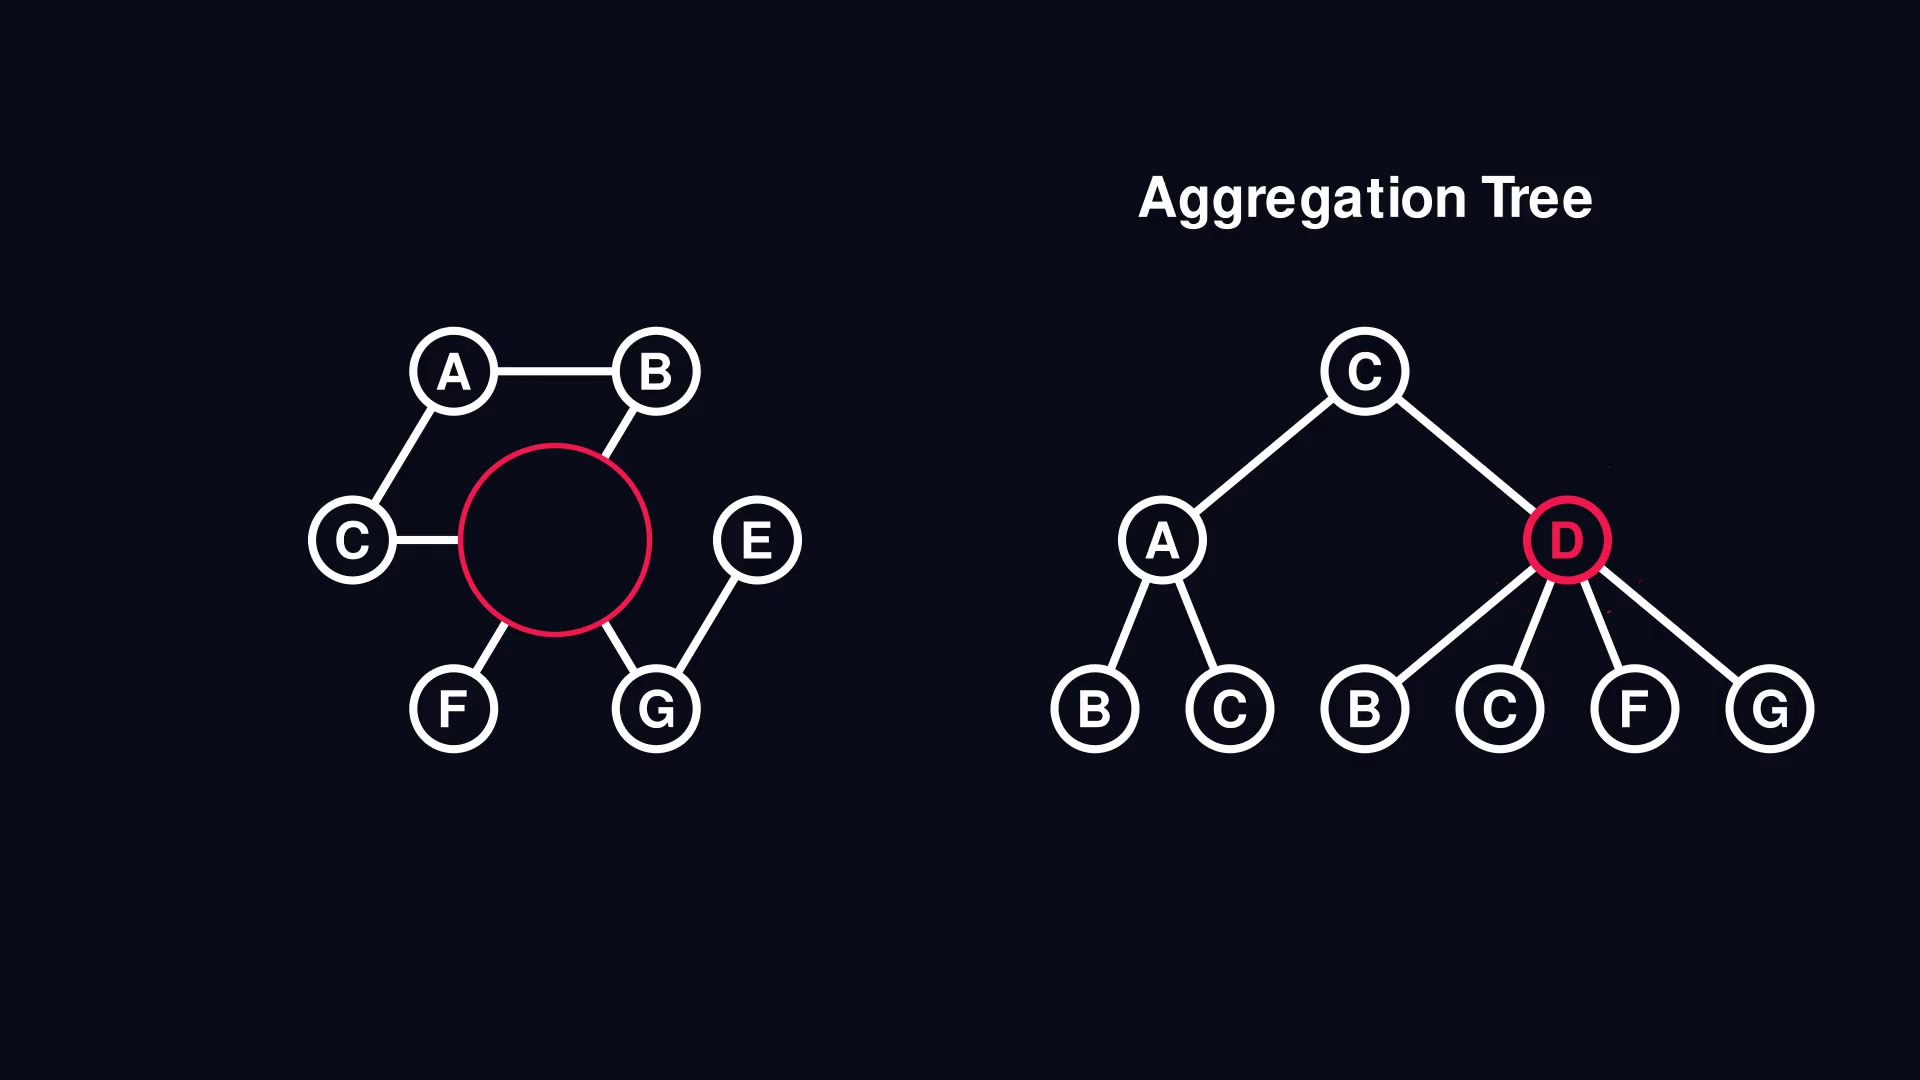 Aggregation Tree
A B
C E
F G
C
A D
B C B C F G